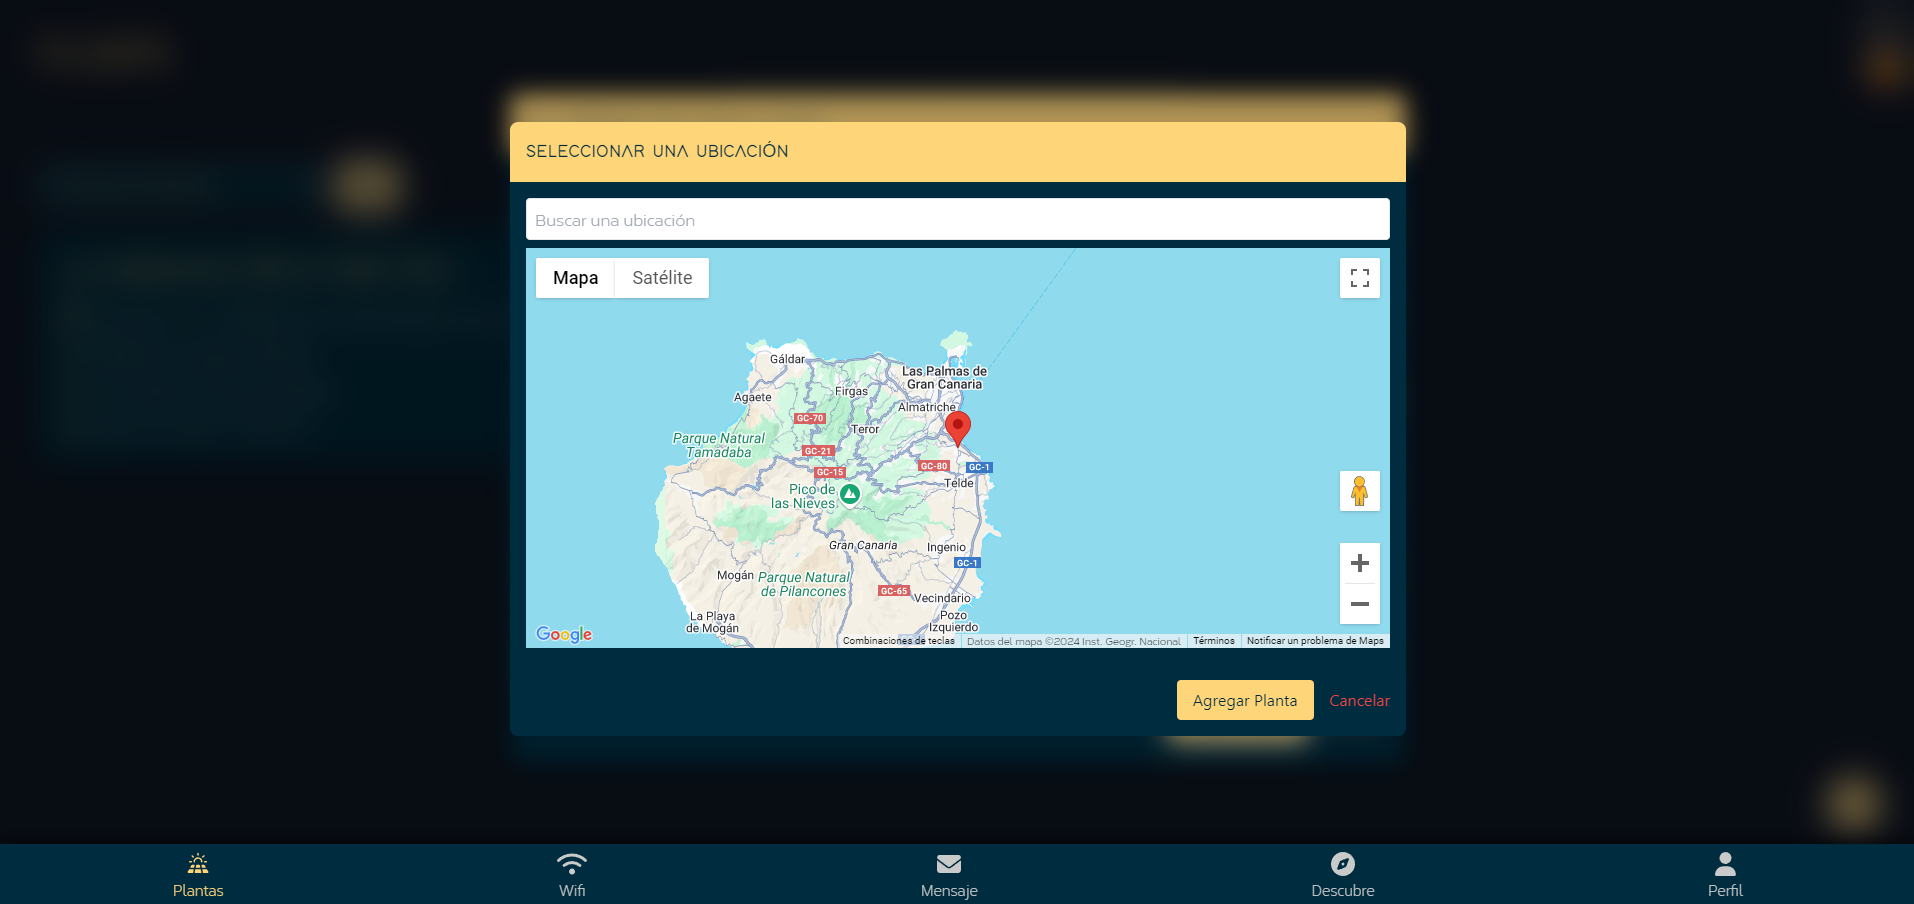 SELECCIONAR UNA UBICACIÓN
Buscar una ubicación
Mapa
Satélite
Gáldar
Las Palmas de
Gran Canaria
Firgas
Agaete
Almatriche
GC-70
Teror
Parque Natural
Tamadaba
GC-21
GC-80
GC-1
GC-15
Telde
Pico de
las Nieves
Gran Canaria
Ingenio
GC-1
Mogán
Parque Natural
de Pilancones
GC-65
Vecindario
La Playa
de Mogán
Pozo
Izquierdo
Google
Combinaciones de teclas
Datos del mapa ©2024 Inst. Geogr. Nacional
Términos
Notificar un problema de Maps
Agregar Planta
Cancelar
Plantas
Wifi
Mensaje
Descubre
Perfil